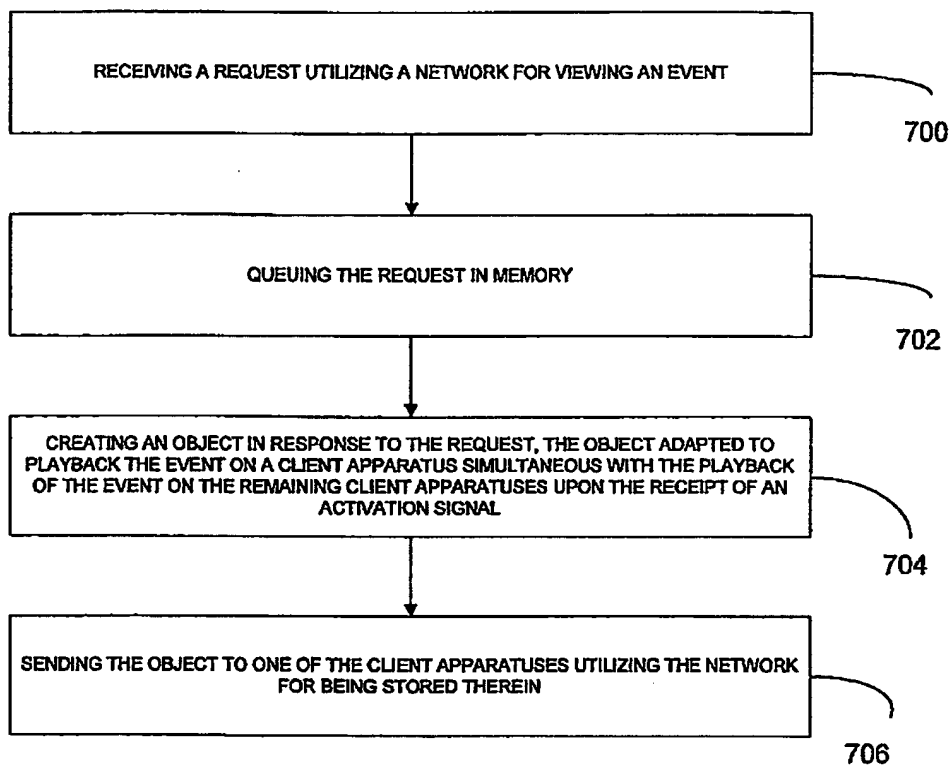 RECEIVING A REQUEST UTILIZING A NETWORK FOR VIEWING AN EVENT
700
QUEUING THE REQUEST IN MEMORY
702
CREATING AN OBJECT IN RESPONSE TO THE REQUEST, THE OBJECT ADAPTED TO
PLAYBACK THE EVENT ON A CLIENT APPARATUS SIMULTANEOUS WITH THE PLAYBACK
OF THE EVENT ON THE REMAINING CLIENT APPARATUSES UPON THE RECEIPT OF AN
ACTIVATION SIGNAL
704
SENDING THE OBJECT TO ONE OF THE CLIENT APPARATUSES UTILIZING THE NETWORK
FOR BEING STORED THEREIN
706